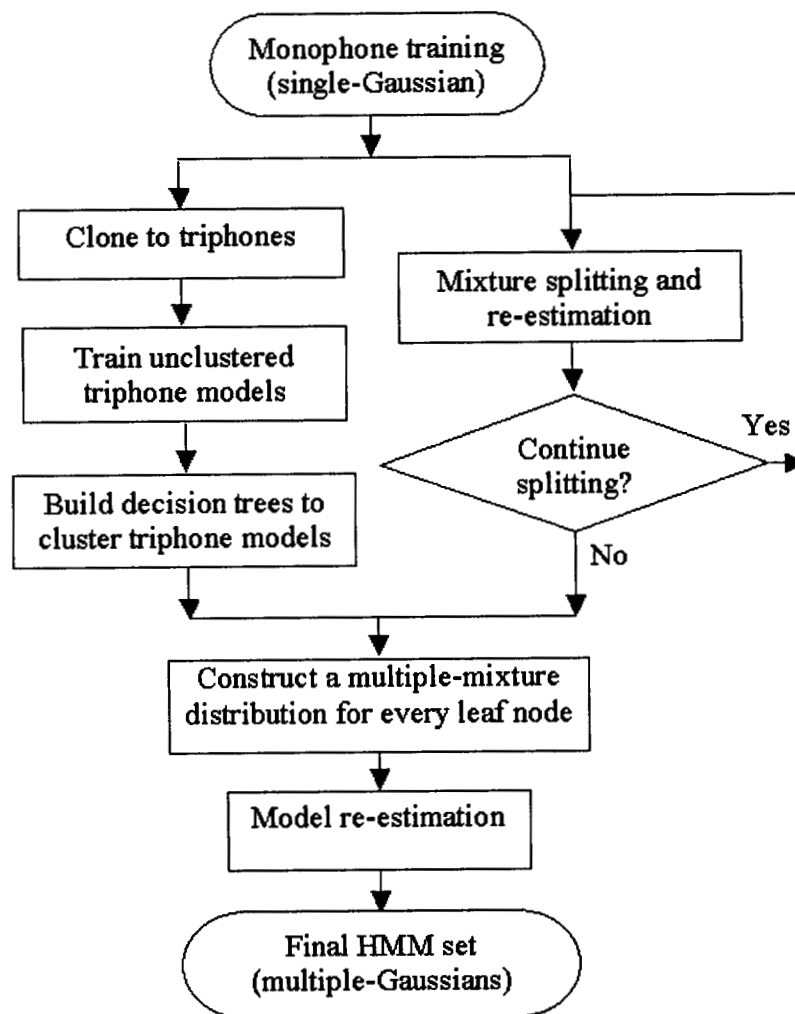 Monophone training
(single-Gaussian)
Clone to triphones
Train unclustered
triphone models
Build decision trees to
cluster triphone models
Mixture splitting and
re-estimation
Continue
splitting?
Yes
No
Construct a multiple-mixture
distribution for every leaf node
Model re-estimation
Final HMM set
(multiple-Gaussians)